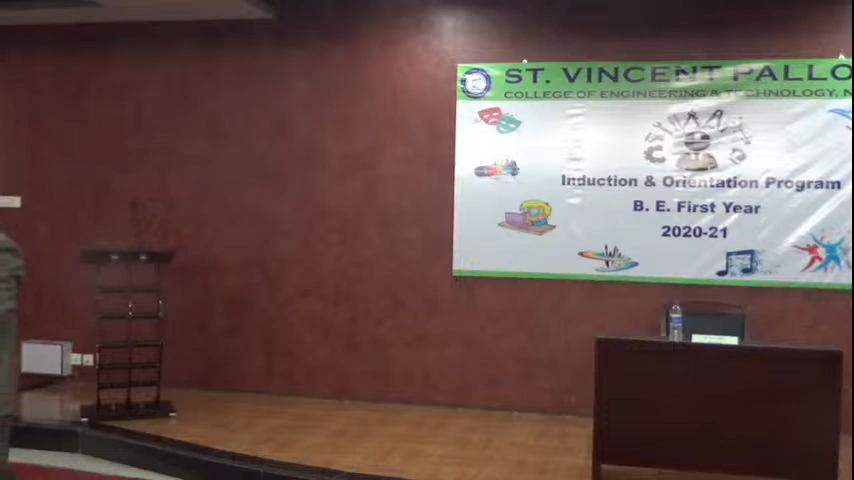 ST. VINCENT PALLO
COLLEGE OF ENGINEERING & TECHNOLOGY, N
Induction & Orientation Program
B. E. First Year
2020-21